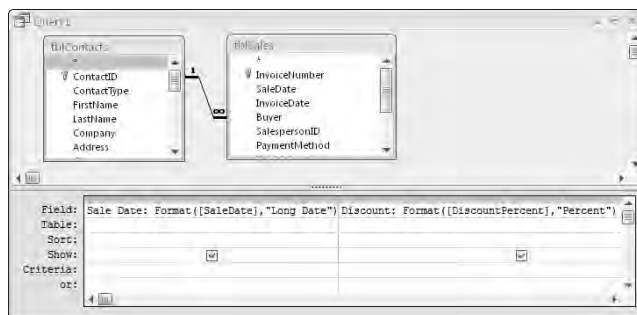 Query1
tblContacts
*
ContactID
ContactType
FirstName
LastName
Company
Address
1
∞
tblSales
*
InvoiceNumber
SaleDate
InvoiceDate
Buyer
SalespersonID
PaymentMethod
Field: Sale Date: Format([SaleDate],"Long Date") Discount: Format([DiscountPercent],"Percent")
Table:
Sort:
Show:
Criteria:
or: